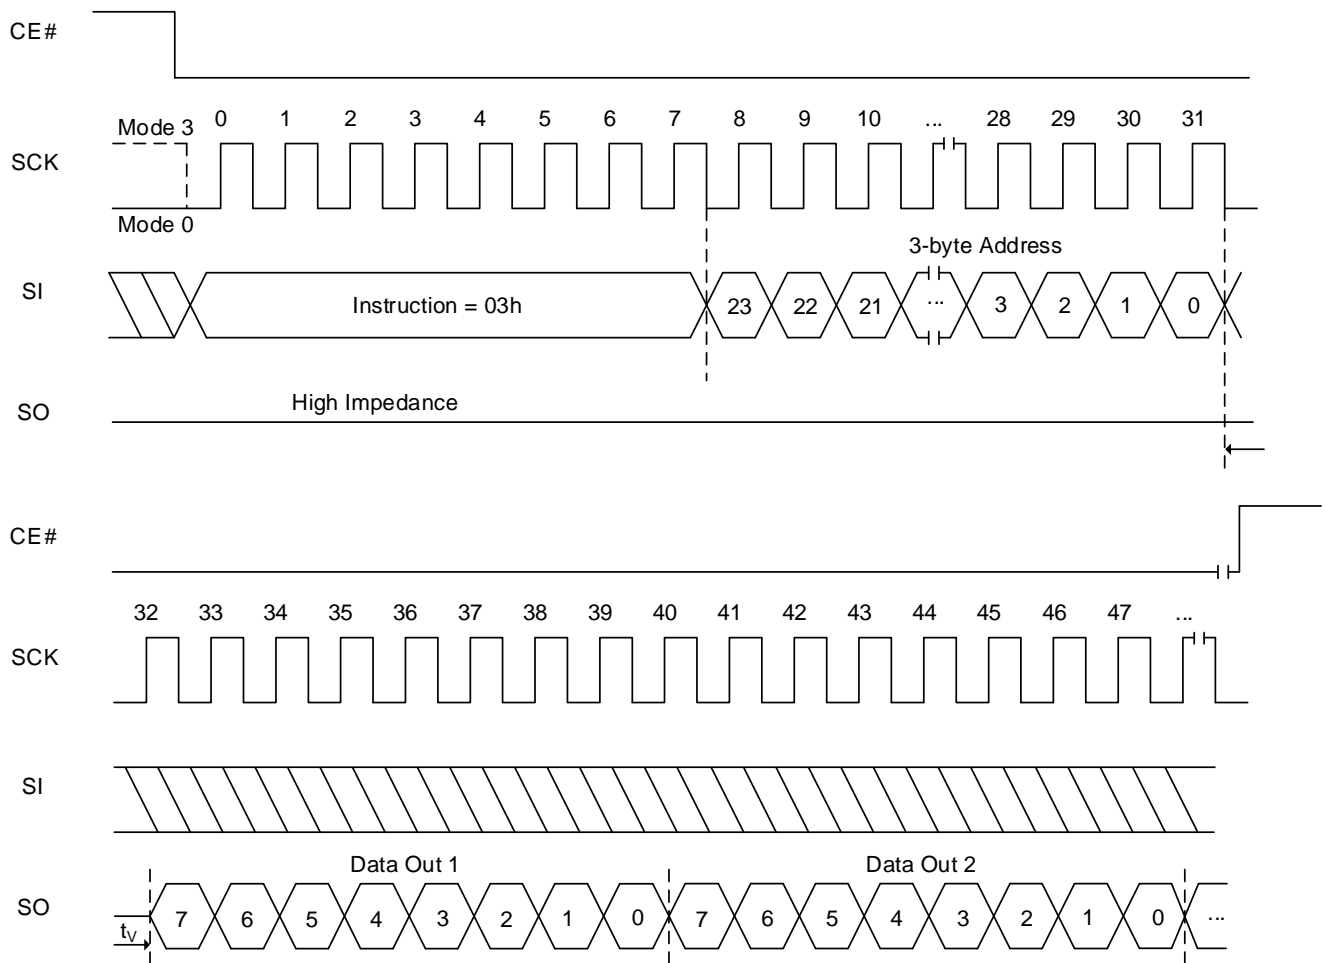 CE#
0 1 2 3 4 5 6 7 8 9 10 ... 28 29 30 31
Mode 3
SCK
Mode 0
3-byte Address
SI Instruction = 03h 23 22 21 ... 3 2 1 0
High Impedance
SO
CE#
32 33 34 35 36 37 38 39 40 41 42 43 44 45 46 47 ...
SCK
SI
Data Out 1 Data Out 2
SO 7 6 5 4 3 2 1 0 7 6 5 4 3 2 1 0 ...
tV